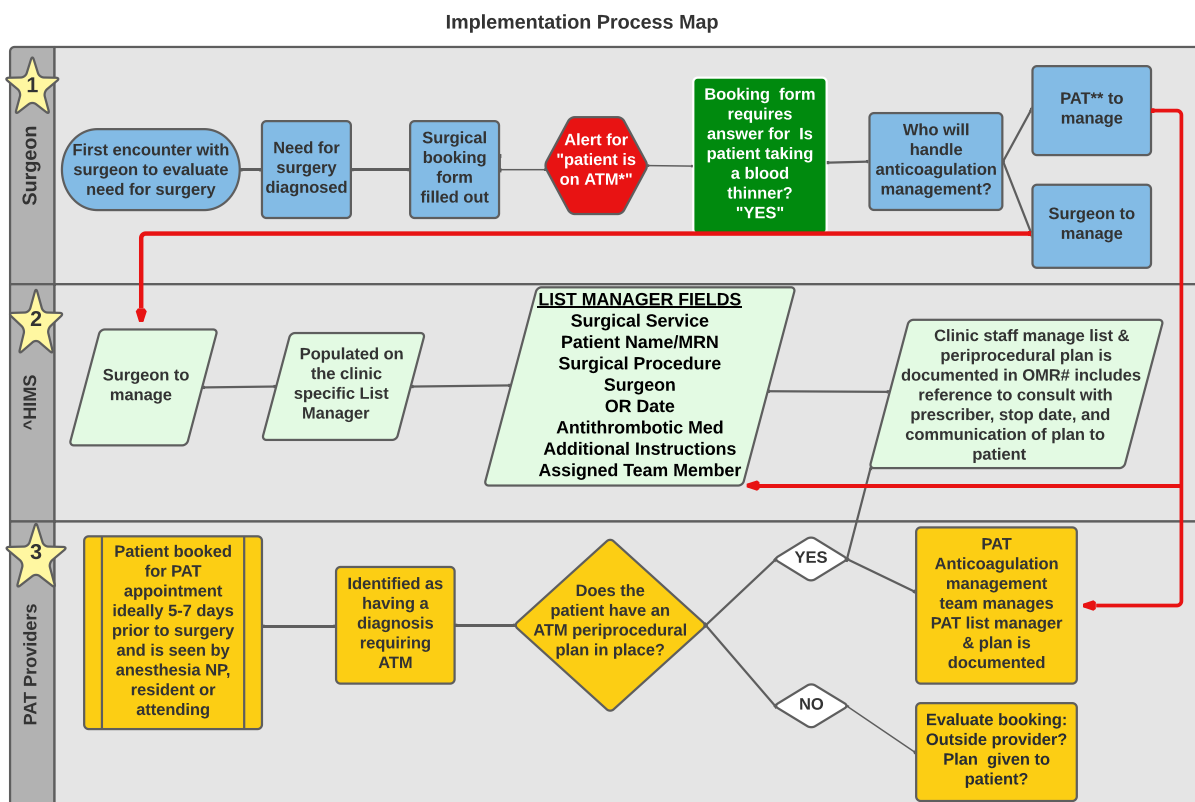 Implementation Process Map
1
Surgeon
First encounter with
surgeon to evaluate
need for surgery
Need for
surgery
diagnosed
Surgical
booking
form
filled out
Alert for
"patient is
on ATM*"
Booking form
requires
answer for Is
patient taking
a blood
thinner?
"YES"
Who will
handle
anticoagulation
management?
PAT** to
manage
Surgeon to
manage
2
^HIMS
Surgeon to
manage
Populated on
the clinic
specific List
Manager
LIST MANAGER FIELDS
Surgical Service
Patient Name/MRN
Surgical Procedure
Surgeon
OR Date
Antithrombotic Med
Additional Instructions
Assigned Team Member
Clinic staff manage list &
periprocedural plan is
documented in OMR# includes
reference to consult with
prescriber, stop date, and
communication of plan to
patient
3
PAT Providers
Patient booked
for PAT
appointment
ideally 5-7 days
prior to surgery
and is seen by
anesthesia NP,
resident or
attending
Identified as
having a
diagnosis
requiring
ATM
Does the
patient have an
ATM periprocedural
plan in place?
YES
NO
PAT
Anticoagulation
management
team manages
PAT list manager
& plan is
documented
Evaluate booking:
Outside provider?
Plan given to
patient?